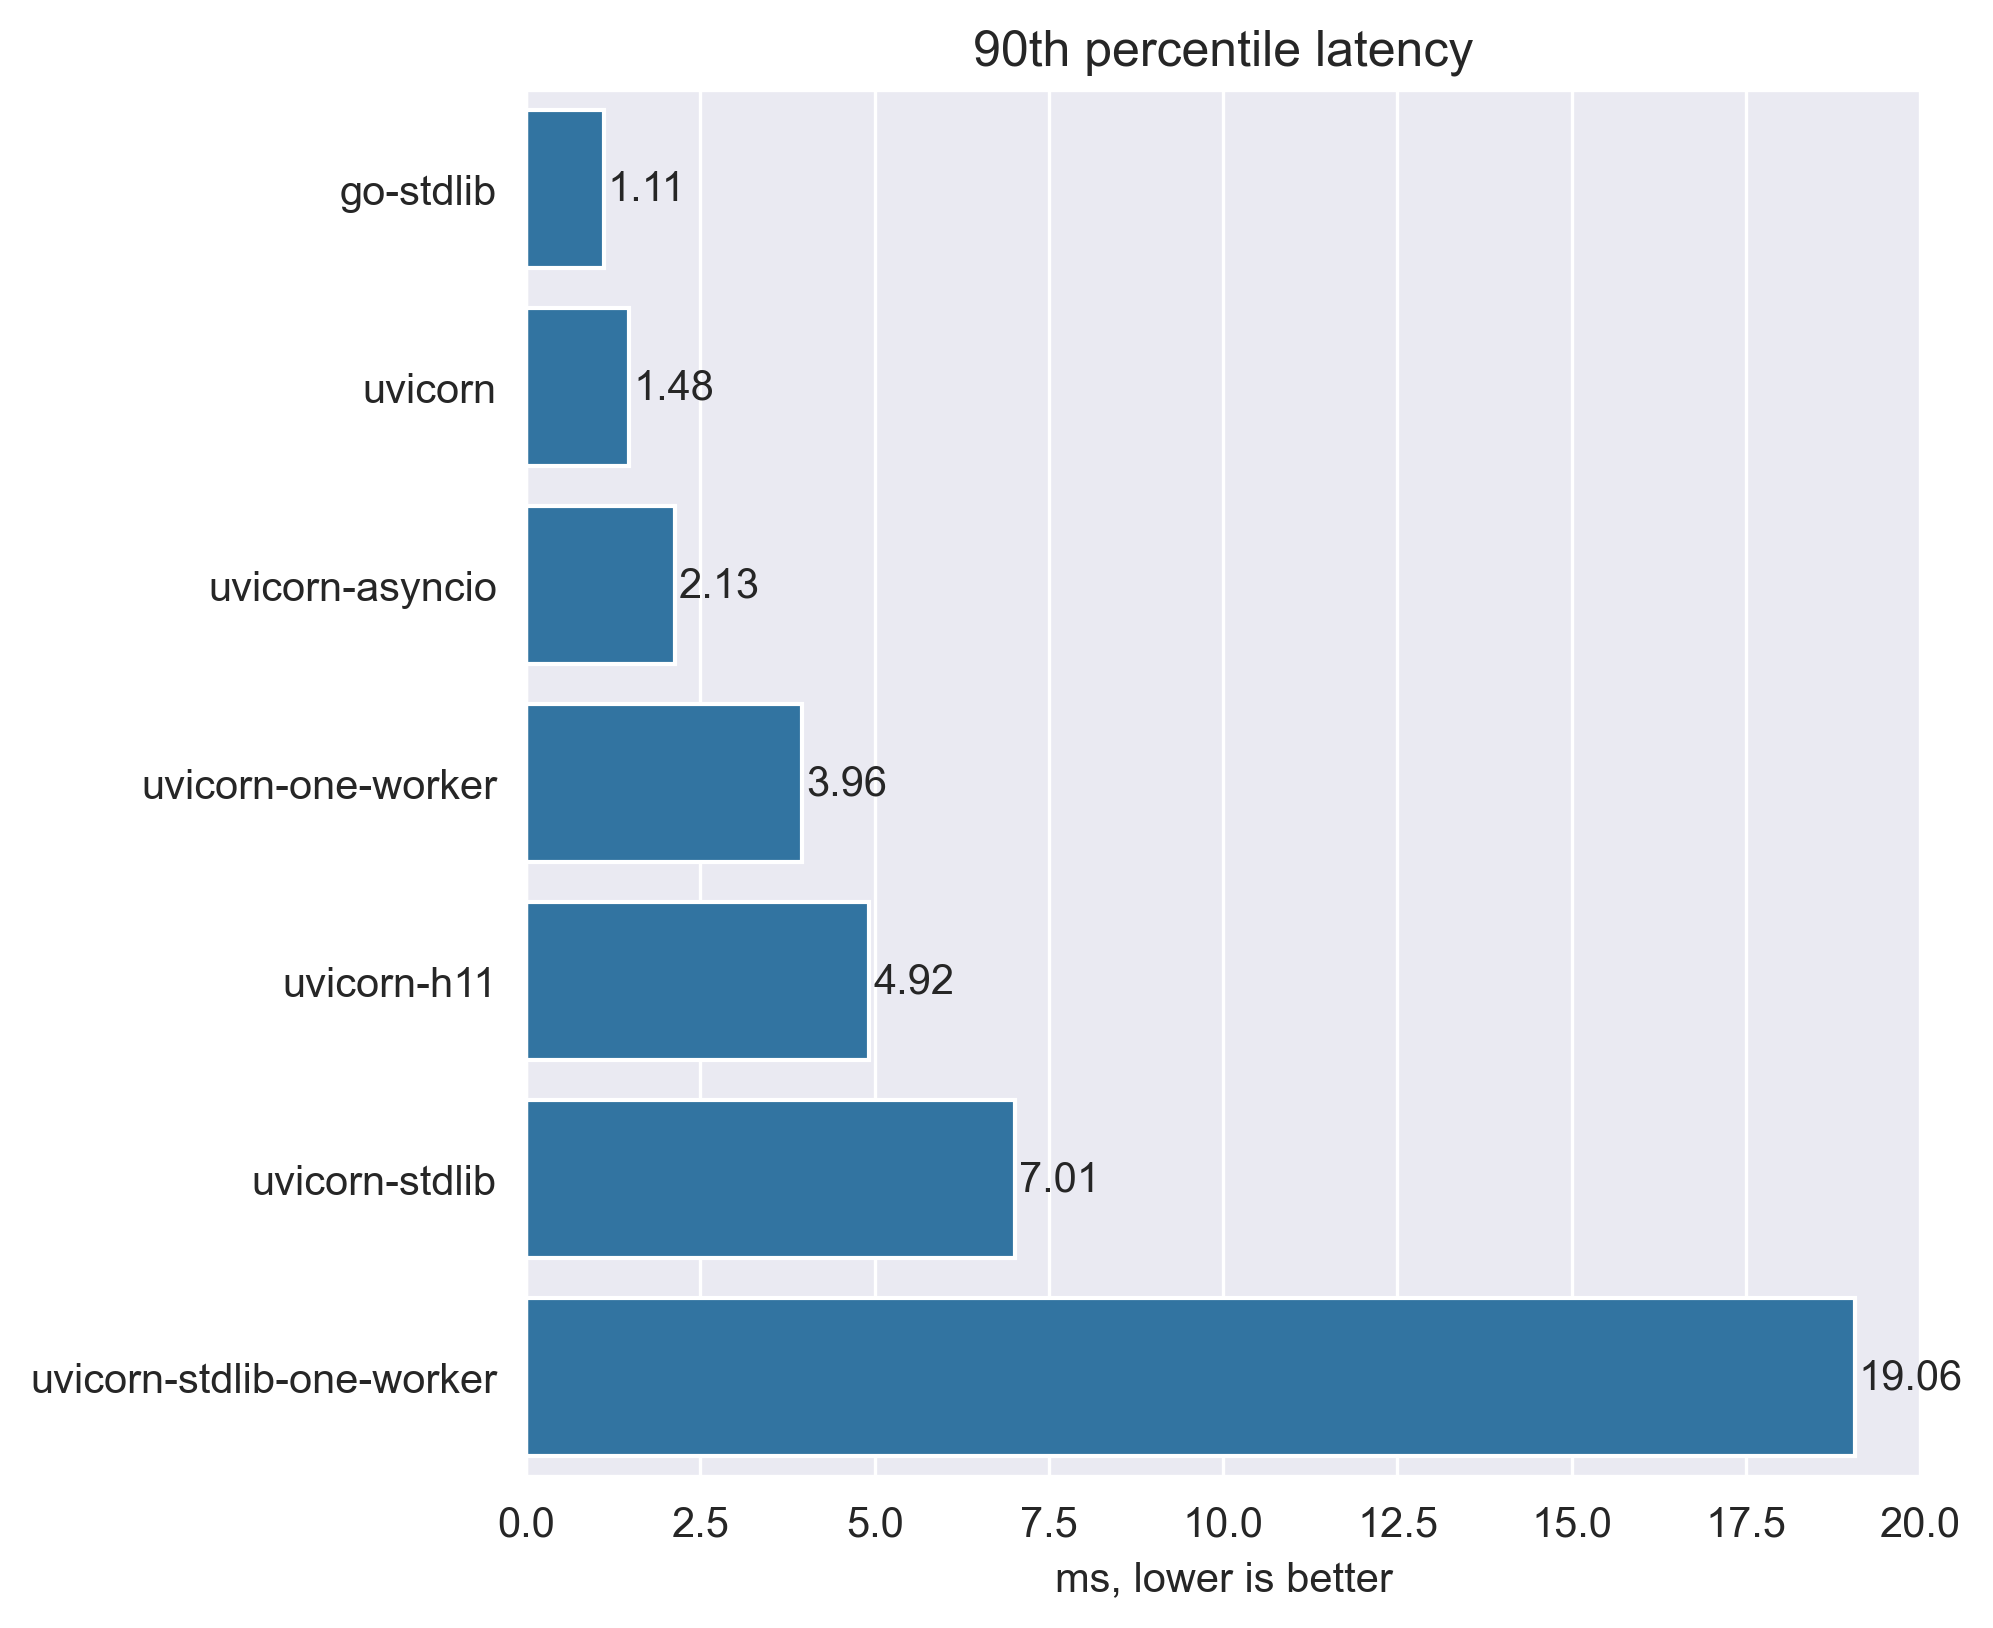 90th percentile latency
go-stdlib 1.11
uvicorn 1.48
uvicorn-asyncio 2.13
uvicorn-one-worker 3.96
uvicorn-h11 4.92
uvicorn-stdlib 7.01
uvicorn-stdlib-one-worker 19.06
0.0 2.5 5.0 7.5 10.0 12.5 15.0 17.5 20.0
ms, lower is better